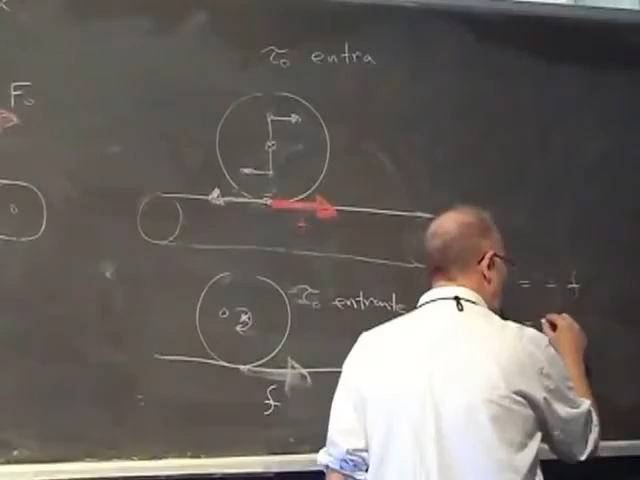 τ₀ entra
F₀
f
τ₀ entrante
= - f
f